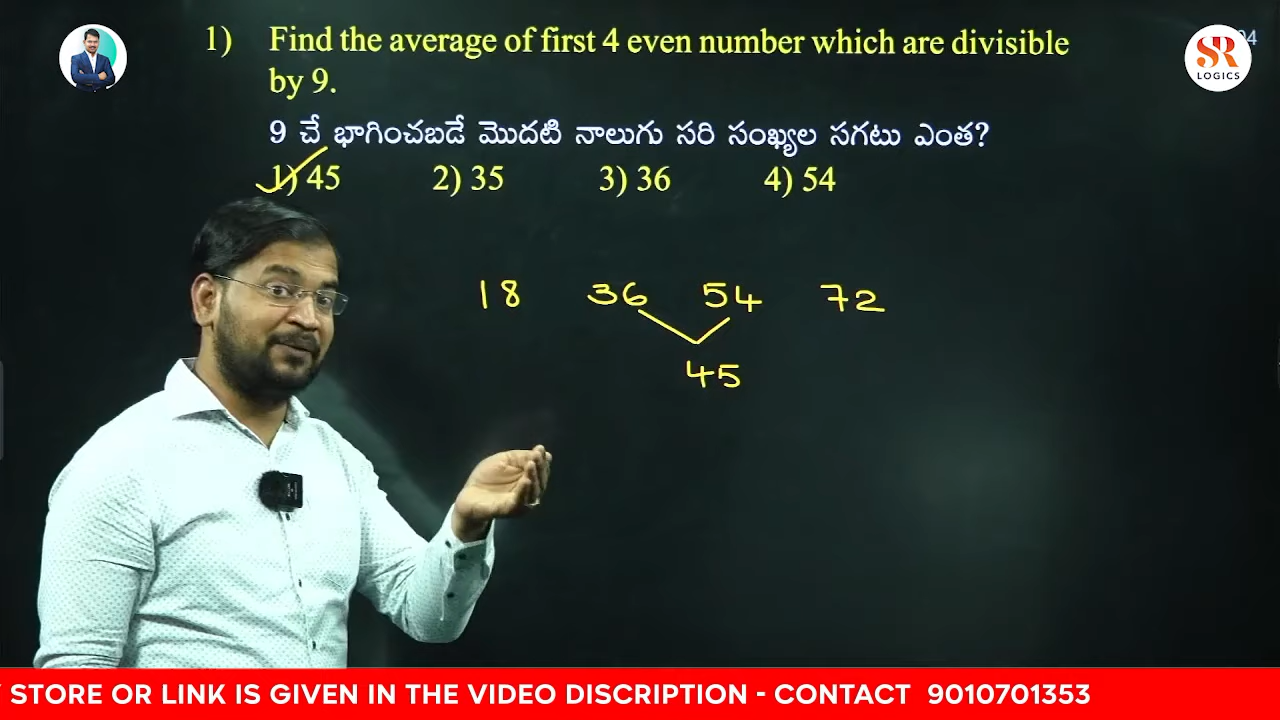 1) Find the average of first 4 even number which are divisible
by 9.
9 చే భాగించబడే మొదటి నాలుగు సరి సంఖ్యల సగటు ఎంత?
1) 45 2) 35 3) 36 4) 54
SR
LOGICS
18 36 54 72
45
STORE OR LINK IS GIVEN IN THE VIDEO DISCRIPTION - CONTACT 9010701353